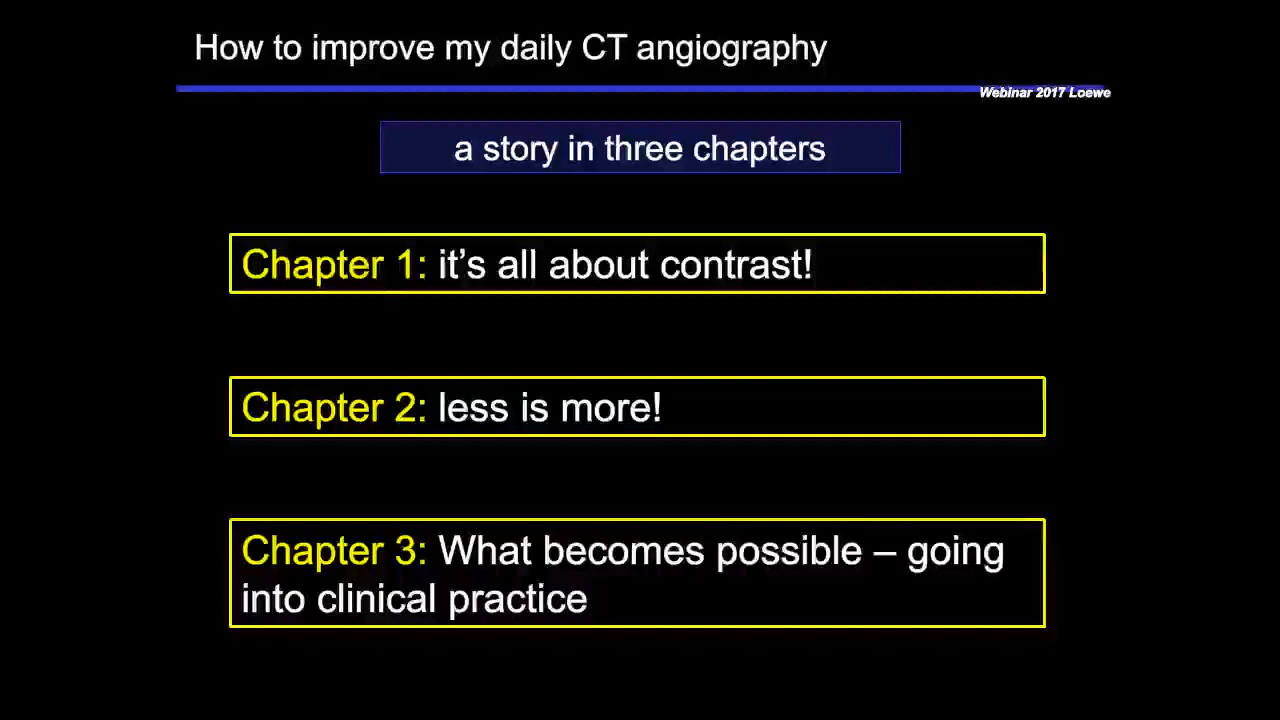 How to improve my daily CT angiography
Webinar 2017 Loewe
a story in three chapters
Chapter 1: it’s all about contrast!
Chapter 2: less is more!
Chapter 3: What becomes possible – going
into clinical practice